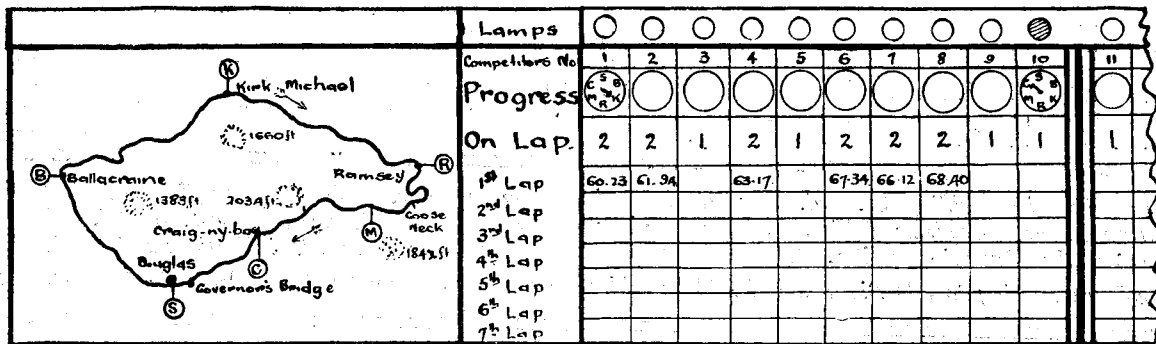 Lamps
Competitors No 1 2 3 4 5 6 7 8 9 10 11
Progress C S B K R M C S B K R M
On Lap 2 2 1 2 1 2 2 2 1 1 1
1st Lap 60.23 61.94 63.17 67.34 66.12 68.40
2nd Lap
3rd Lap
4th Lap
5th Lap
6th Lap
7th Lap
K
Kirk Michael
1660ft
B
Ballacraine
R
Ramsey
1383ft
2034ft
Goose
neck
Craig-ny-baa
M
1842ft
Douglas
C
Governor's Bridge
S